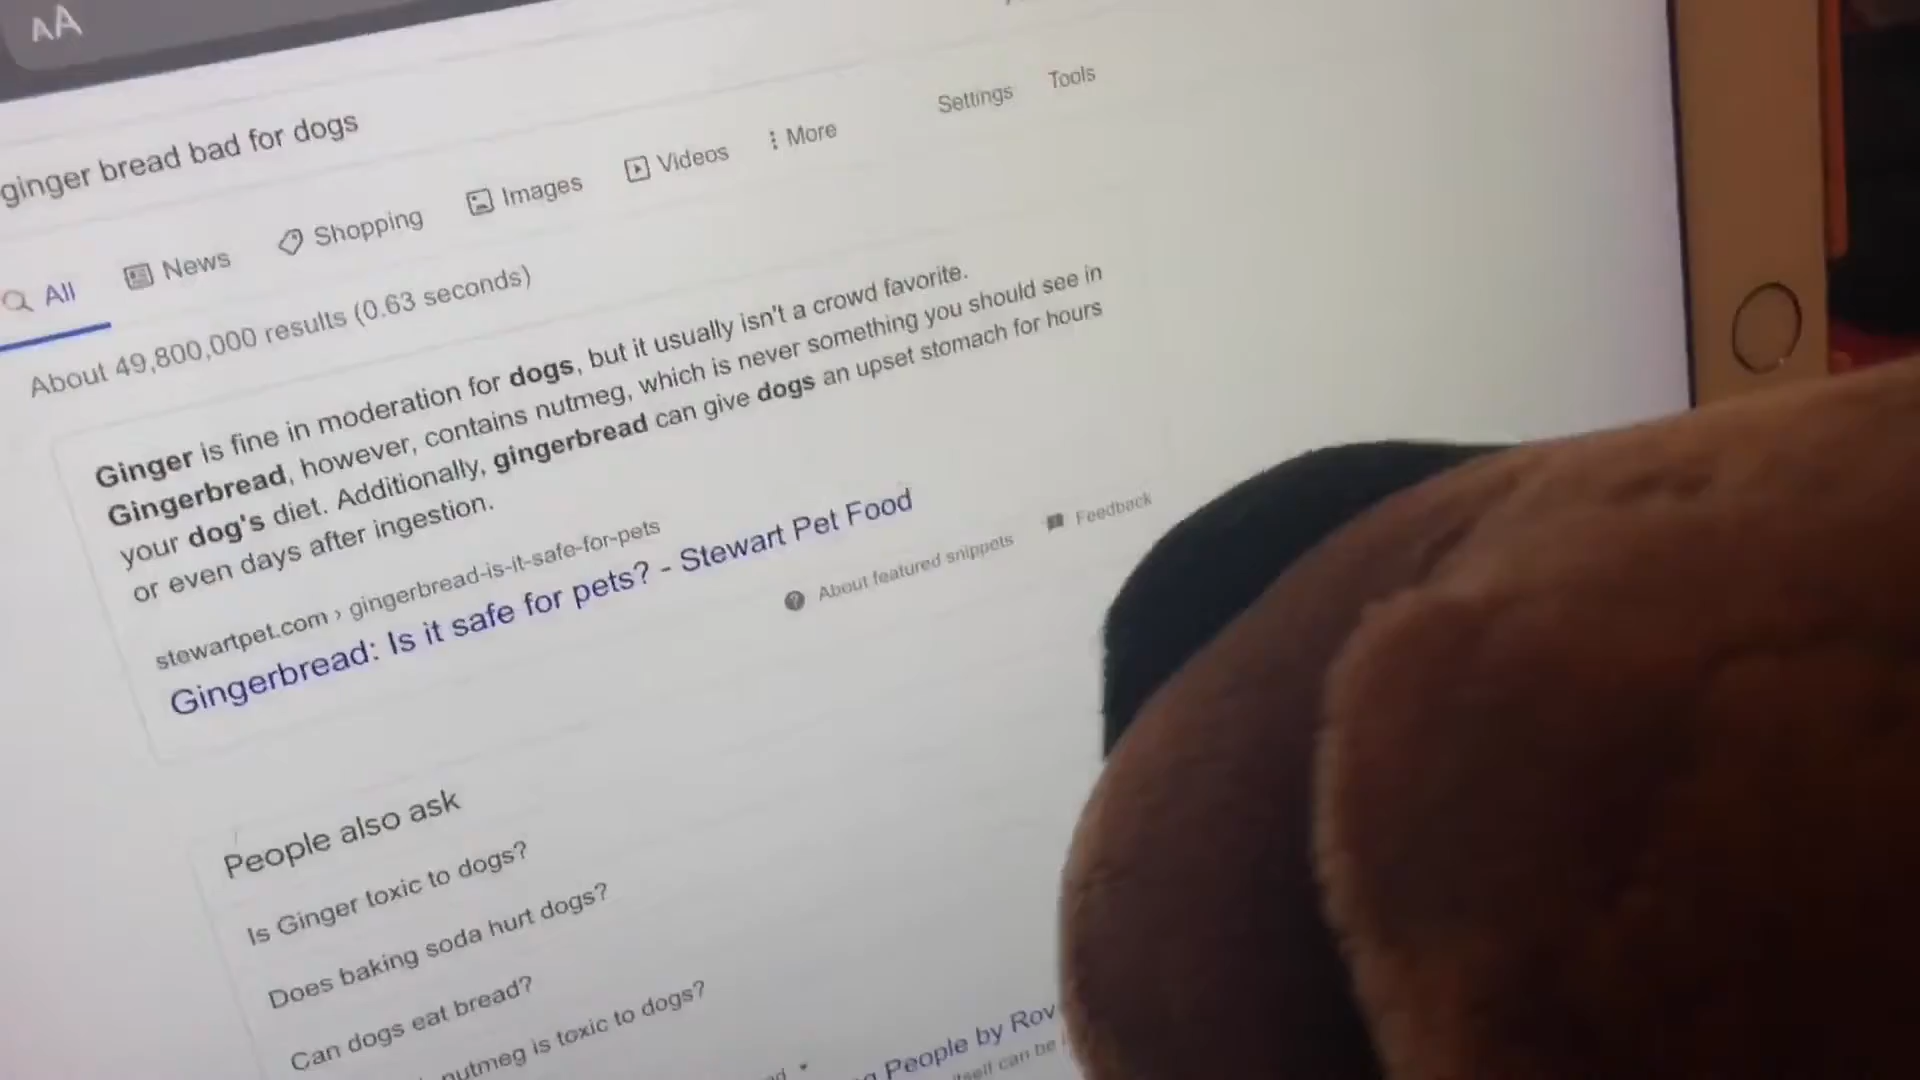 AA
ginger bread bad for dogs
All News Shopping Images Videos More Settings Tools
About 49,800,000 results (0.63 seconds)
Ginger is fine in moderation for dogs, but it usually isn't a crowd favorite.
Gingerbread, however, contains nutmeg, which is never something you should see in
your dog's diet. Additionally, gingerbread can give dogs an upset stomach for hours
or even days after ingestion.
stewartpet.com › gingerbread-is-it-safe-for-pets
Gingerbread: Is it safe for pets? - Stewart Pet Food
About featured snippets Feedback
People also ask
Is Ginger toxic to dogs?
Does baking soda hurt dogs?
Can dogs eat bread?
nutmeg is toxic to dogs?
People by Rov
itself can be